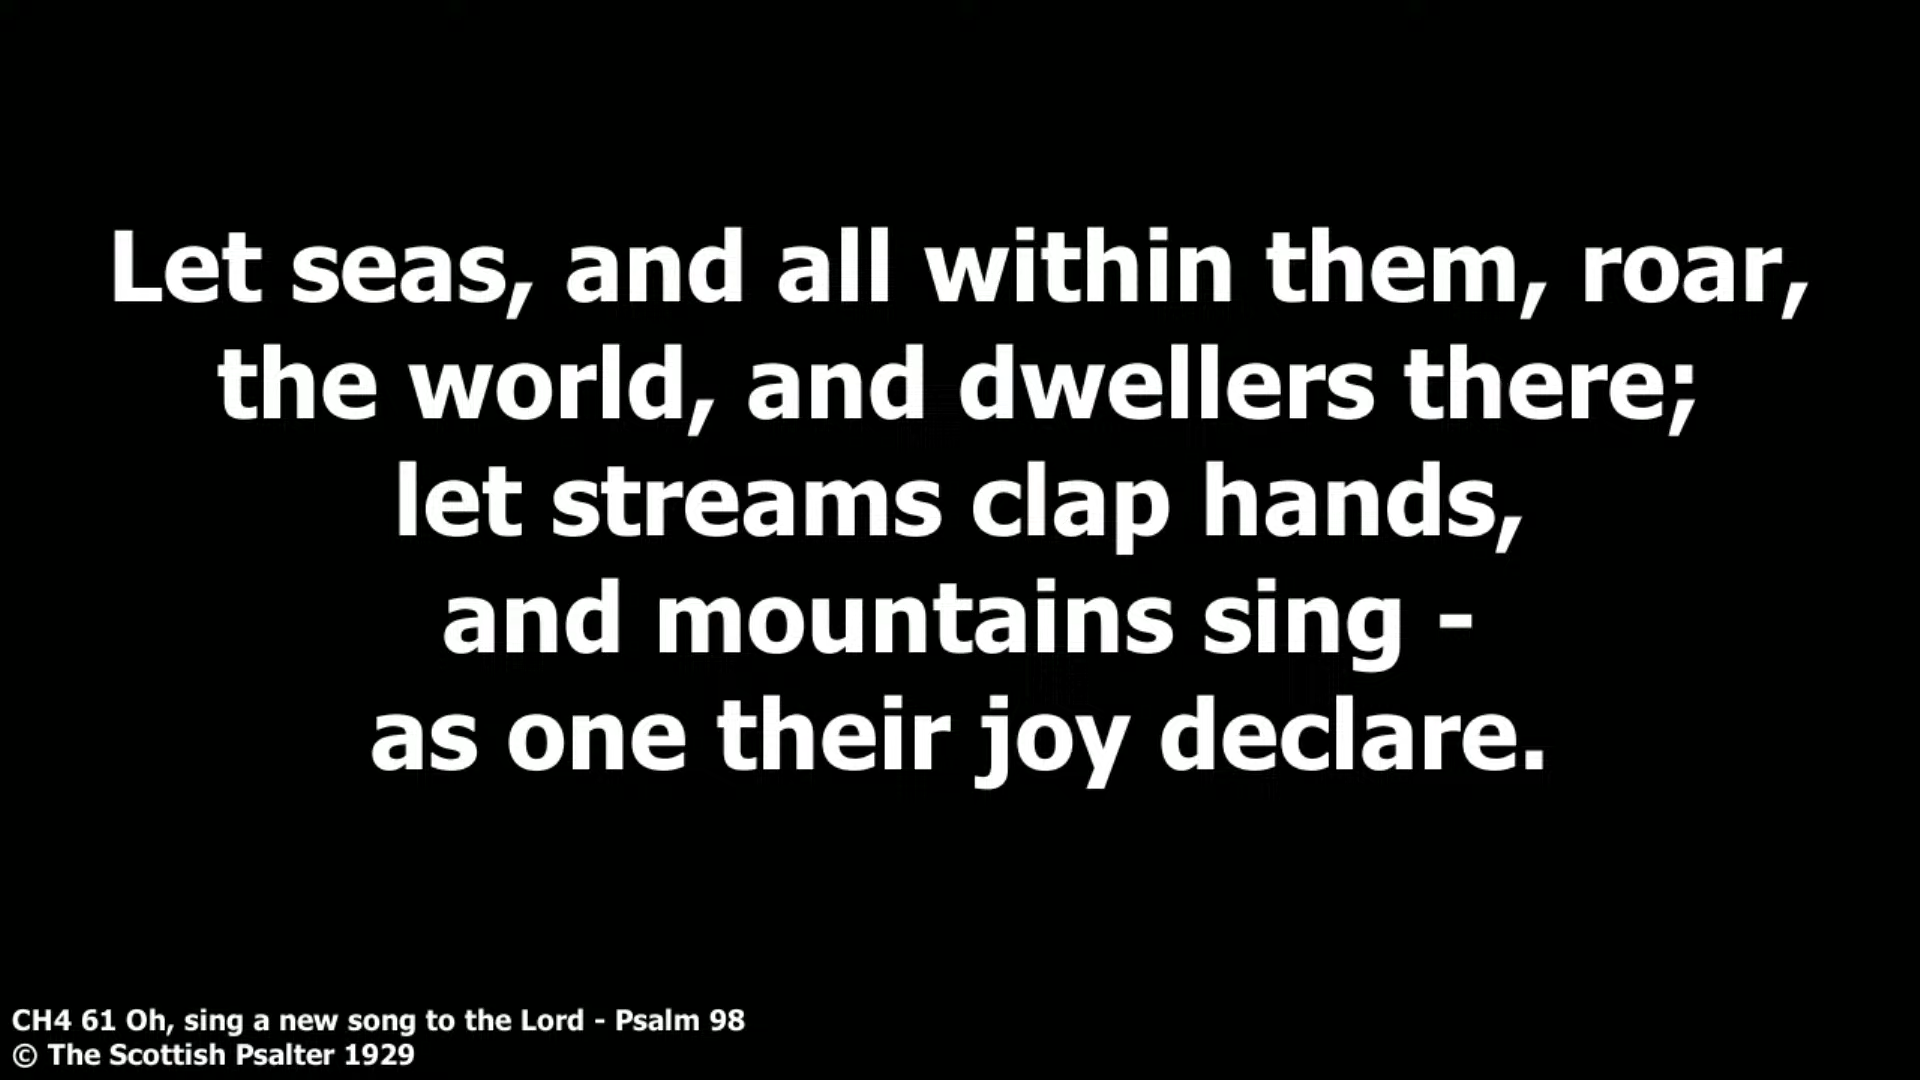 Let seas, and all within them, roar,
the world, and dwellers there;
let streams clap hands,
and mountains sing -
as one their joy declare.
CH4 61 Oh, sing a new song to the Lord - Psalm 98
© The Scottish Psalter 1929